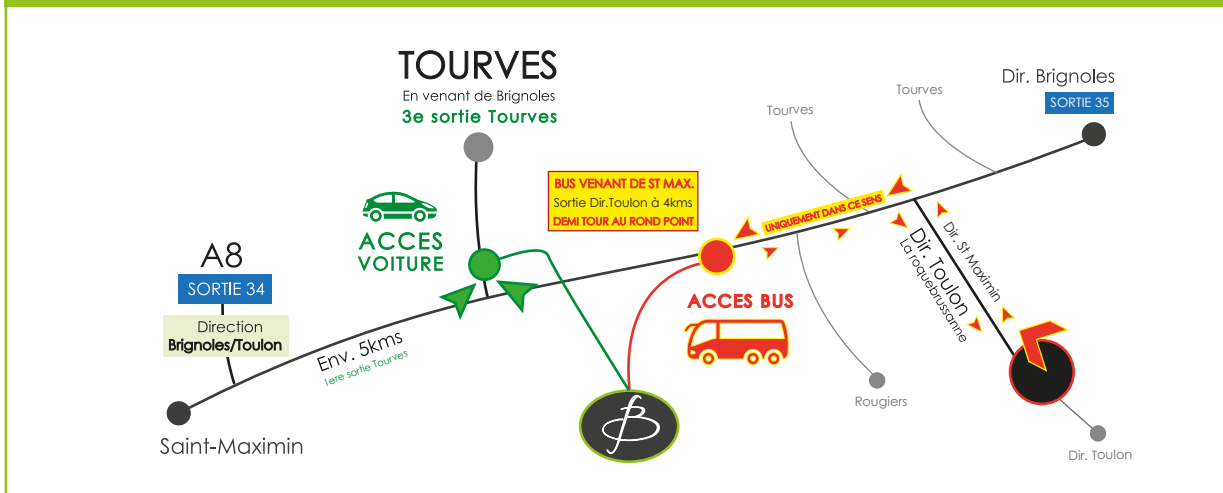 TOURVES
En venant de Brignoles
3e sortie Tourves
Tourves
Tourves
Dir. Brignoles
SORTIE 35
BUS VENANT DE ST MAX.
Sortie Dir.Toulon à 4kms
DEMI TOUR AU ROND POINT
UNIQUEMENT DANS CE SENS
ACCES
VOITURE
A8
SORTIE 34
Direction
Brignoles/Toulon
Env. 5kms
1ere sortie Tourves
ACCES BUS
Dir. St Maximin
Dir. Toulon
La roquebrussanne
Rougiers
Saint-Maximin
Dir. Toulon